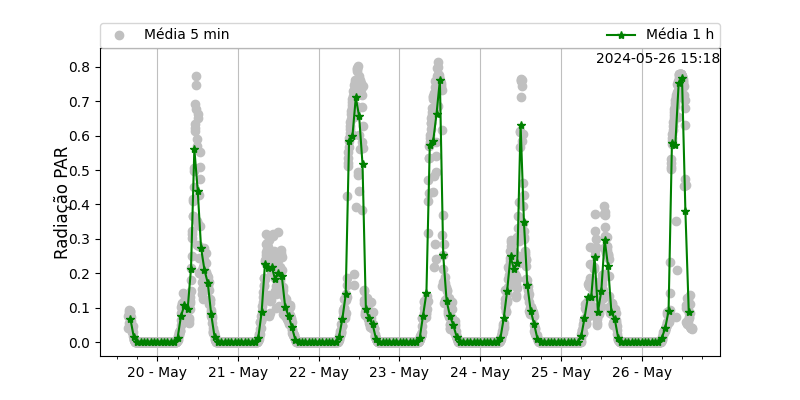 Média 5 min
Média 1 h
2024-05-26 15:18
Radiação PAR
0.8
0.7
0.6
0.5
0.4
0.3
0.2
0.1
0.0
20 - May
21 - May
22 - May
23 - May
24 - May
25 - May
26 - May